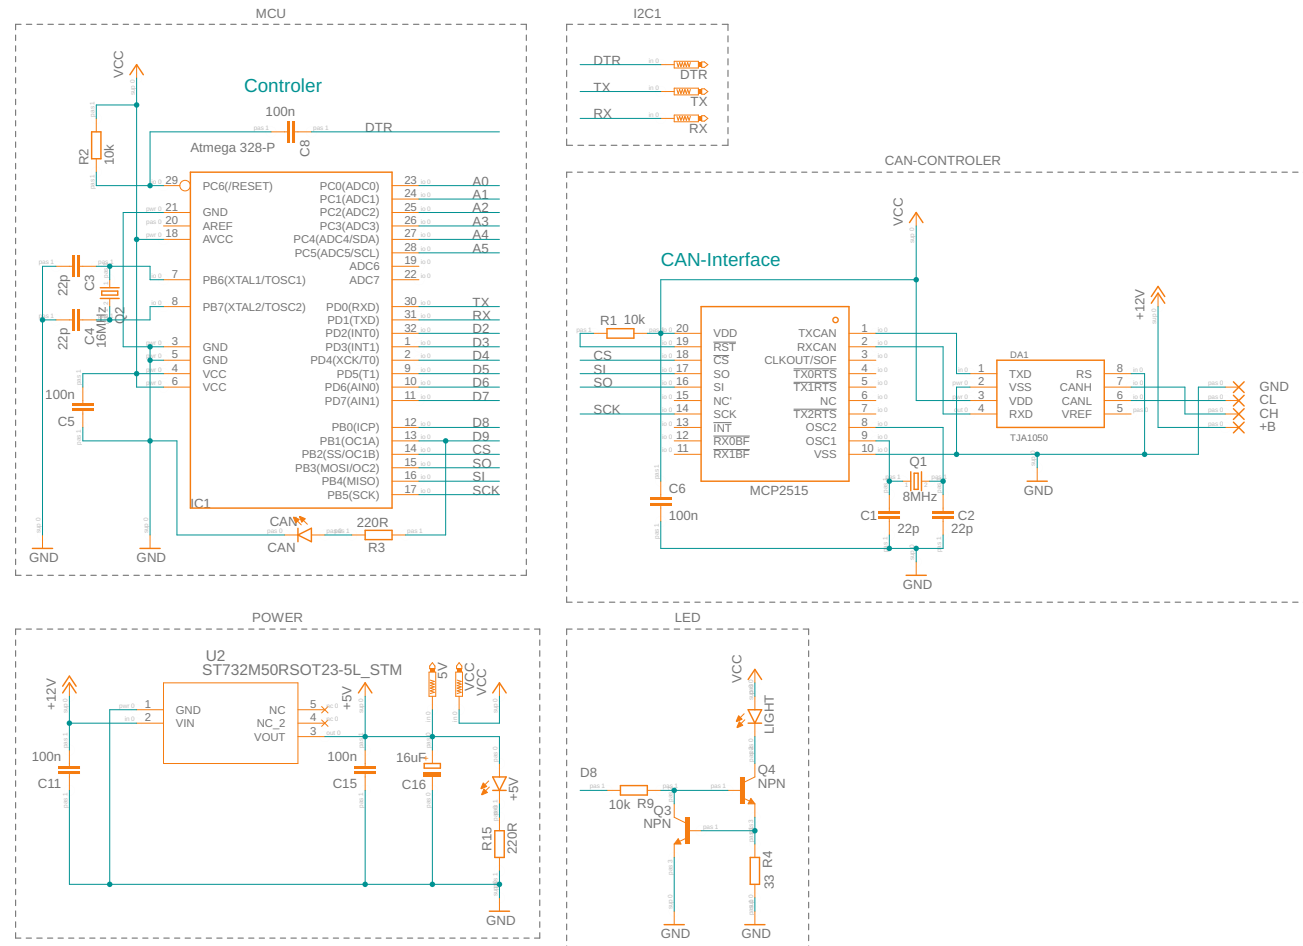 MCU
VCC
Controler
100n
C8
DTR
R2
10k
Atmega 328-P
29 PC6(/RESET)
21 GND
20 AREF
18 AVCC
7 PB6(XTAL1/TOSC1)
8 PB7(XTAL2/TOSC2)
3 GND
5 GND
4 VCC
6 VCC
PC0(ADC0) 23 A0
PC1(ADC1) 24 A1
PC2(ADC2) 25 A2
PC3(ADC3) 26 A3
PC4(ADC4/SDA) 27 A4
PC5(ADC5/SCL) 28 A5
ADC6 19
ADC7 22
PD0(RXD) 30 TX
PD1(TXD) 31 RX
PD2(INT0) 32 D2
PD3(INT1) 1 D3
PD4(XCK/T0) 2 D4
PD5(T1) 9 D5
PD6(AIN0) 10 D6
PD7(AIN1) 11 D7
PB0(ICP) 12 D8
PB1(OC1A) 13 D9
PB2(SS/OC1B) 14 CS
PB3(MOSI/OC2) 15 SO
PB4(MISO) 16 SI
PB5(SCK) 17 SCK
IC1
22p
C3
22p
C4
16MHz
Q2
100n
C5
CAN
CAN
220R
R3
GND
GND
I2C1
DTR
DTR
TX
TX
RX
RX
CAN-CONTROLER
VCC
CAN-Interface
+12V
R1 10k
CS
SI
SO
SCK
20 VDD
19 RST
18 CS
17 SO
16 SI
15 NC'
14 SCK
13 INT
12 RX0BF
11 RX1BF
TXCAN 1
RXCAN 2
CLKOUT/SOF 3
TX0RTS 4
TX1RTS 5
NC 6
TX2RTS 7
OSC2 8
OSC1 9
VSS 10
MCP2515
DA1
1 TXD
2 VSS
3 VDD
4 RXD
RS 8
CANH 7
CANL 6
VREF 5
TJA1050
GND
CL
CH
+B
GND
C6
100n
Q1
8MHz
C1
22p
C2
22p
GND
POWER
U2
ST732M50RSOT23-5L_STM
+12V
1 GND
2 VIN
NC 5
NC_2 4
VOUT 3
+5V
5V
VCC
VCC
100n
C11
100n
C15
16uF
C16
+5V
R15
220R
GND
LED
VCC
LIGHT
D8
10k R9
Q3
NPN
Q4
NPN
R4
33
GND
GND